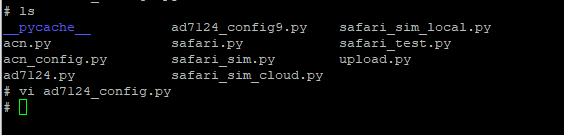 # ls
__pycache__ ad7124_config9.py safari_sim_local.py
acn.py safari.py safari_test.py
acn_config.py safari_sim.py upload.py
ad7124.py safari_sim_cloud.py
# vi ad7124_config.py
#